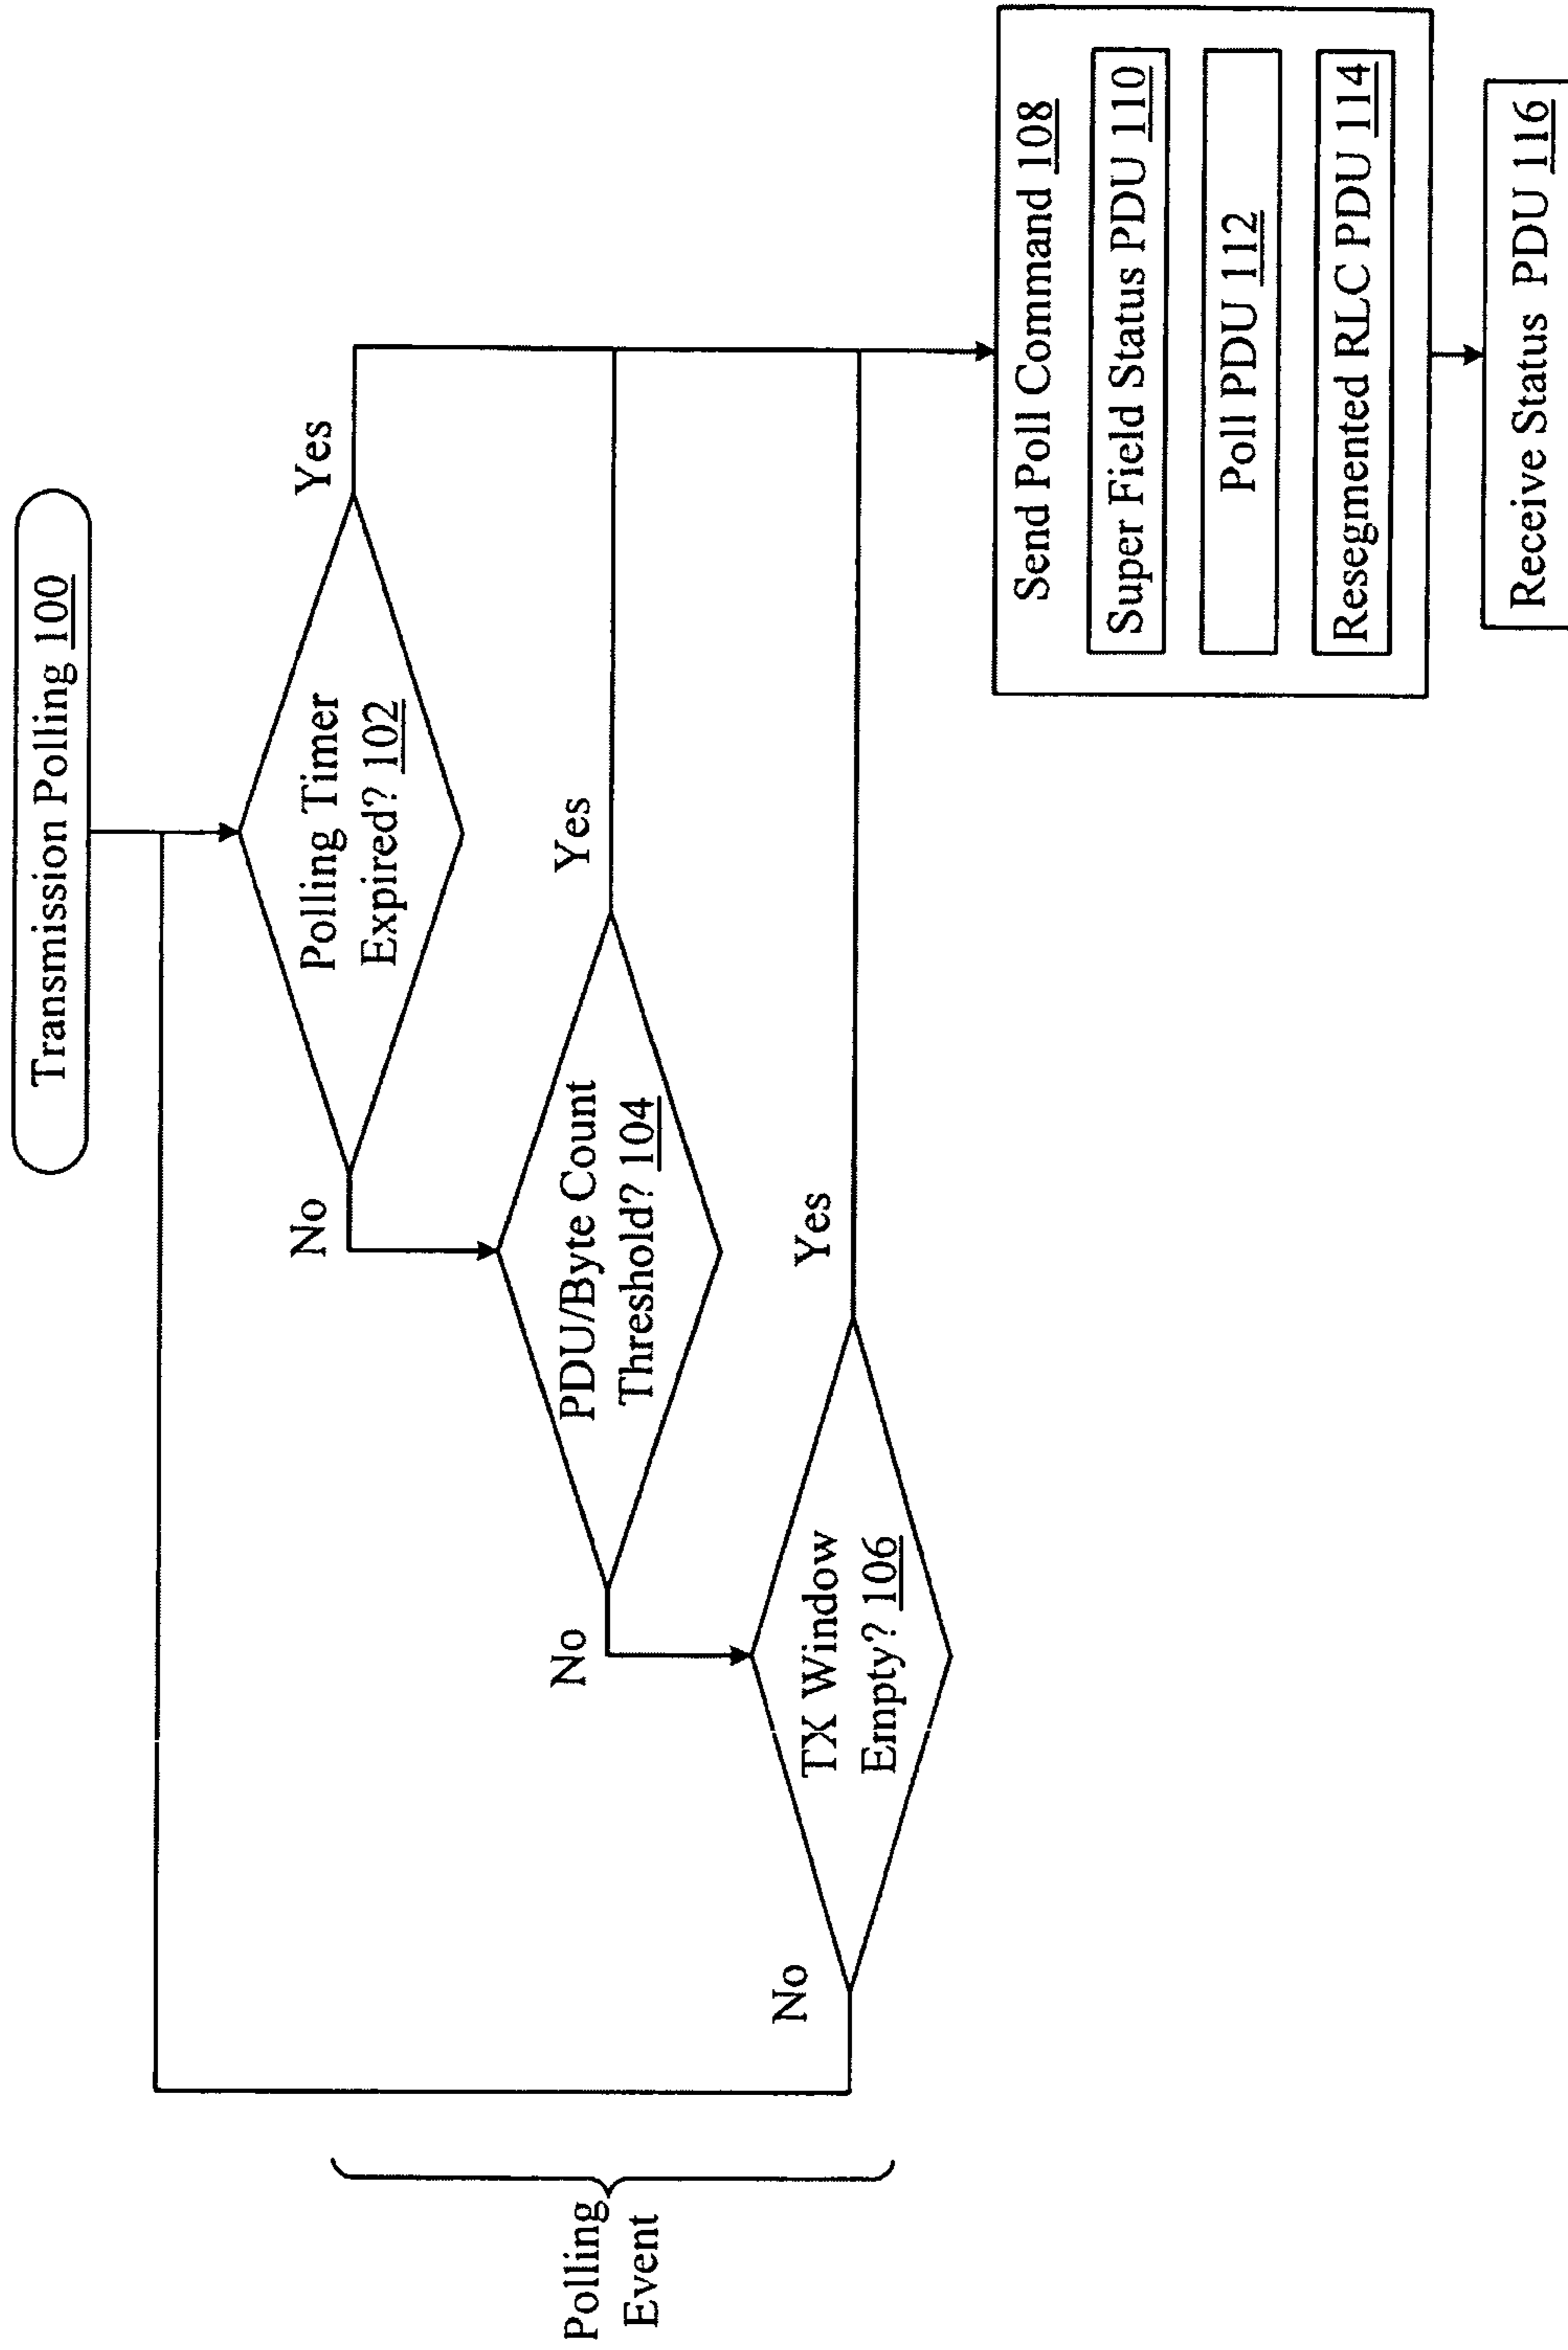 Transmission Polling 100
Polling Timer
Expired? 102
Yes
No
PDU/Byte Count
Threshold? 104
Yes
No
TX Window
Empty? 106
Yes
No
Polling
Event
Send Poll Command 108
Super Field Status PDU 110
Poll PDU 112
Resegmented RLC PDU 114
Receive Status PDU 116